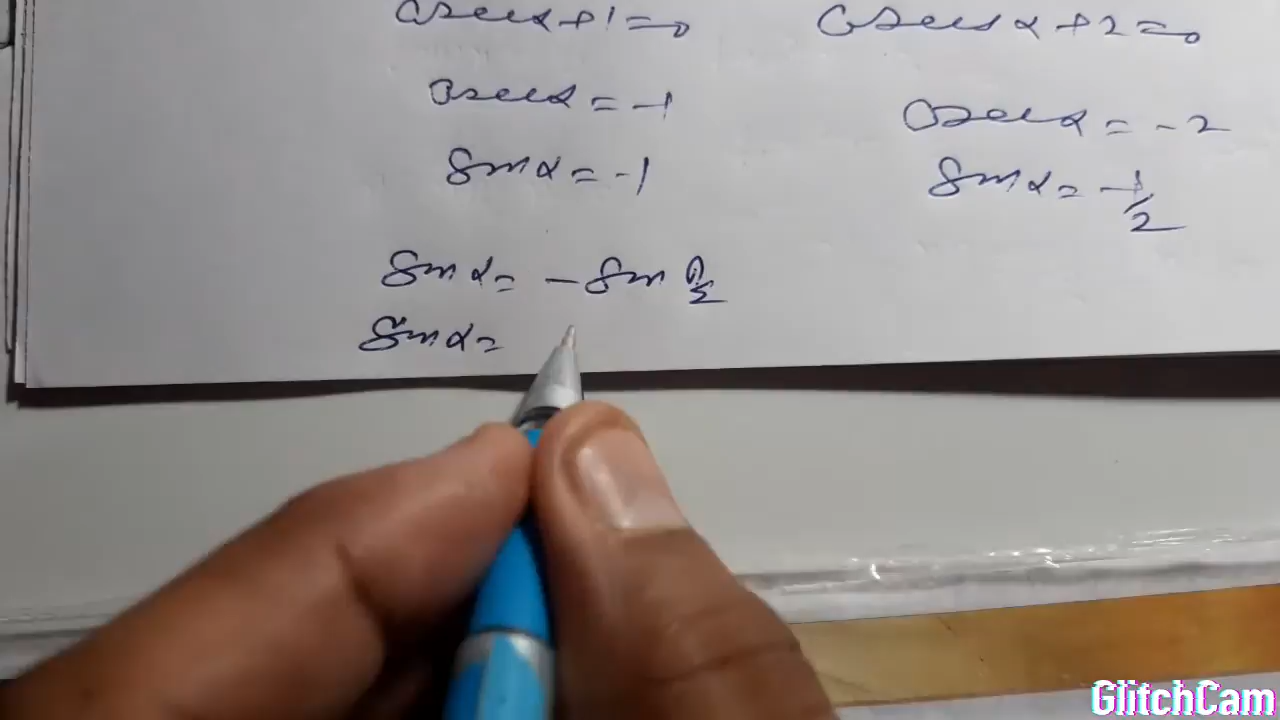 cosecα+1=0
cosecα+2=0
cosecα = -1
cosecα = -2
Sinα = -1
Sinα = -1/2
Sinα = - Sin π/2
Sinα =
GlitchCam